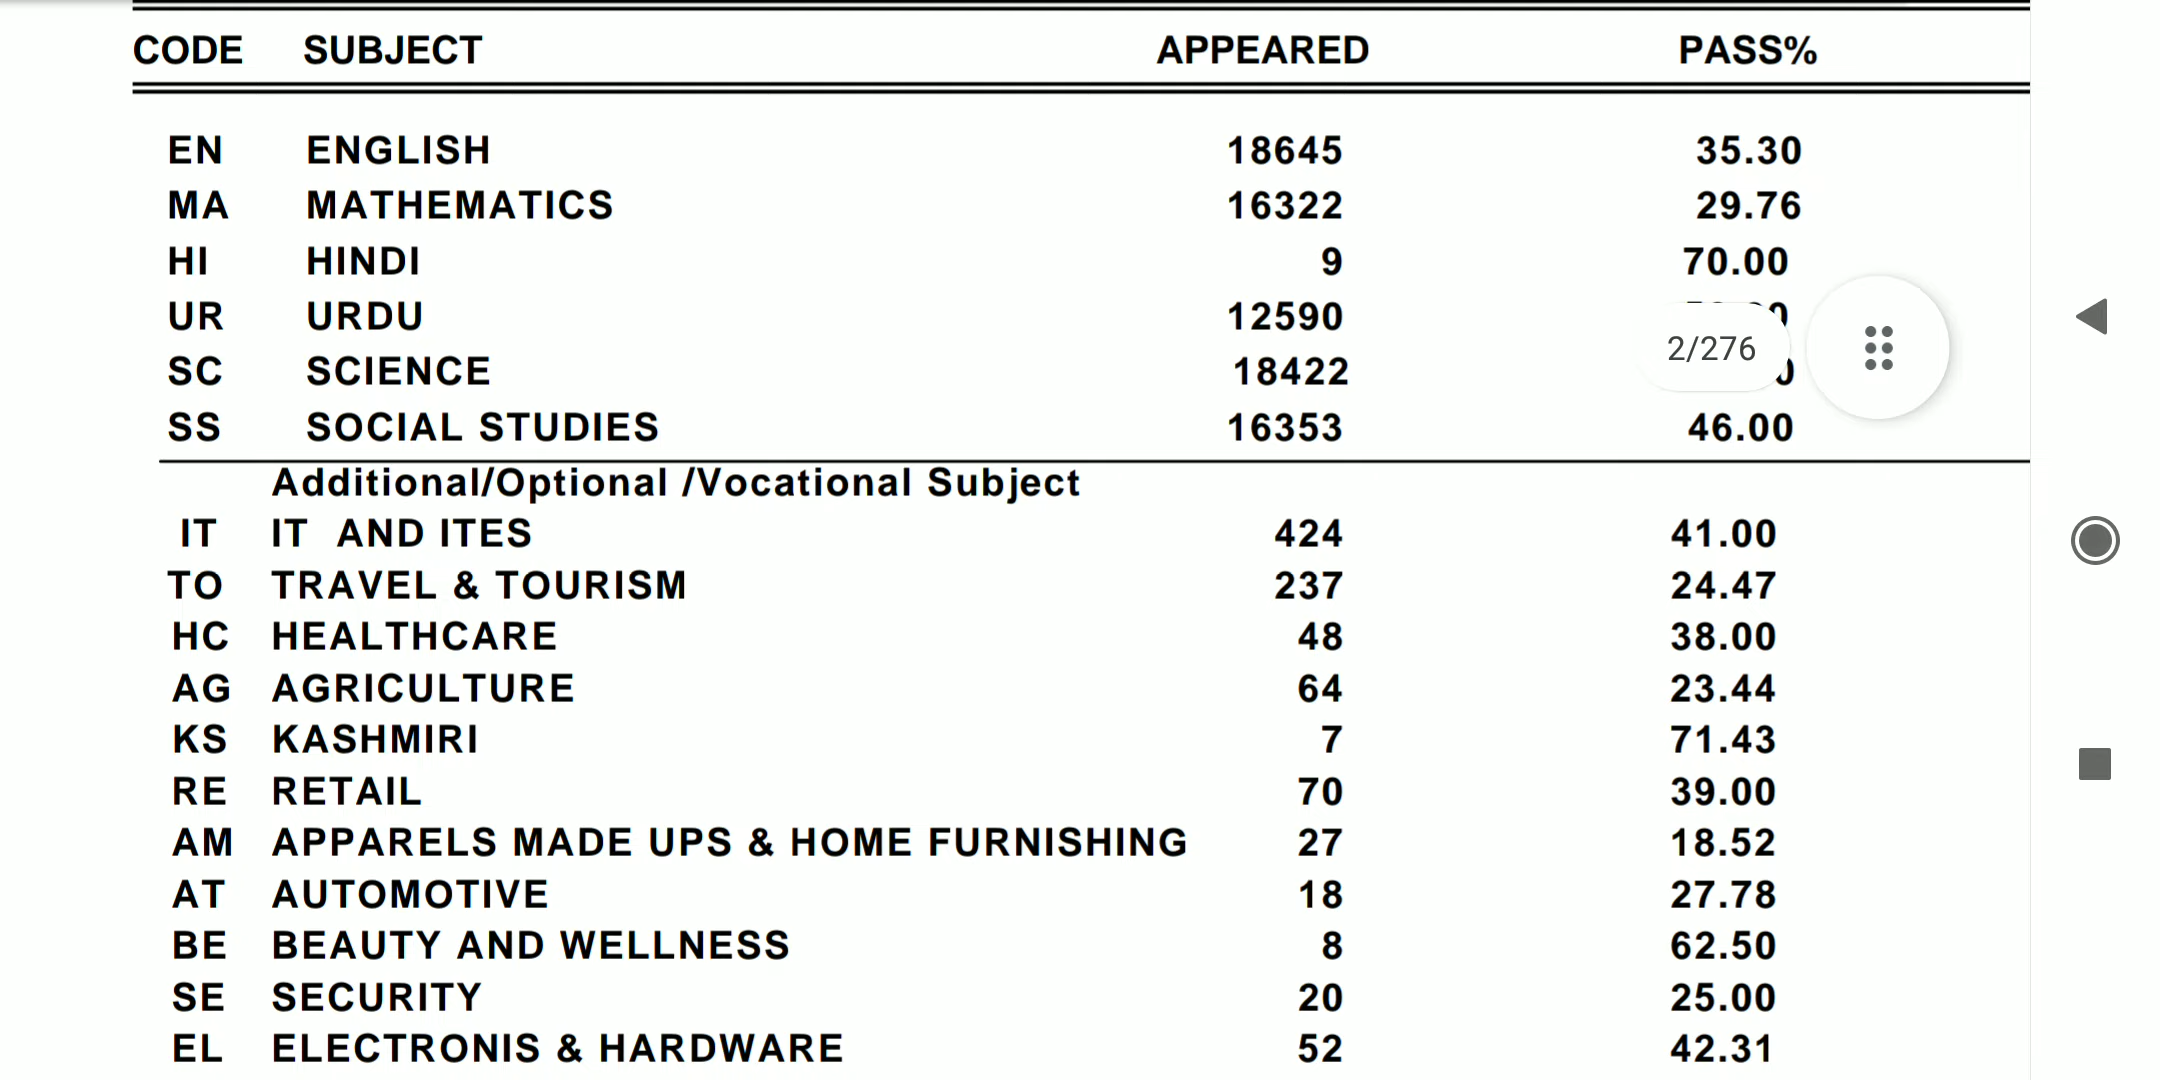 CODE SUBJECT APPEARED PASS%
EN ENGLISH 18645 35.30
MA MATHEMATICS 16322 29.76
HI HINDI 9 70.00
UR URDU 12590
2/276
SC SCIENCE 18422
SS SOCIAL STUDIES 16353 46.00
Additional/Optional /Vocational Subject
IT IT AND ITES 424 41.00
TO TRAVEL & TOURISM 237 24.47
HC HEALTHCARE 48 38.00
AG AGRICULTURE 64 23.44
KS KASHMIRI 7 71.43
RE RETAIL 70 39.00
AM APPARELS MADE UPS & HOME FURNISHING 27 18.52
AT AUTOMOTIVE 18 27.78
BE BEAUTY AND WELLNESS 8 62.50
SE SECURITY 20 25.00
EL ELECTRONIS & HARDWARE 52 42.31